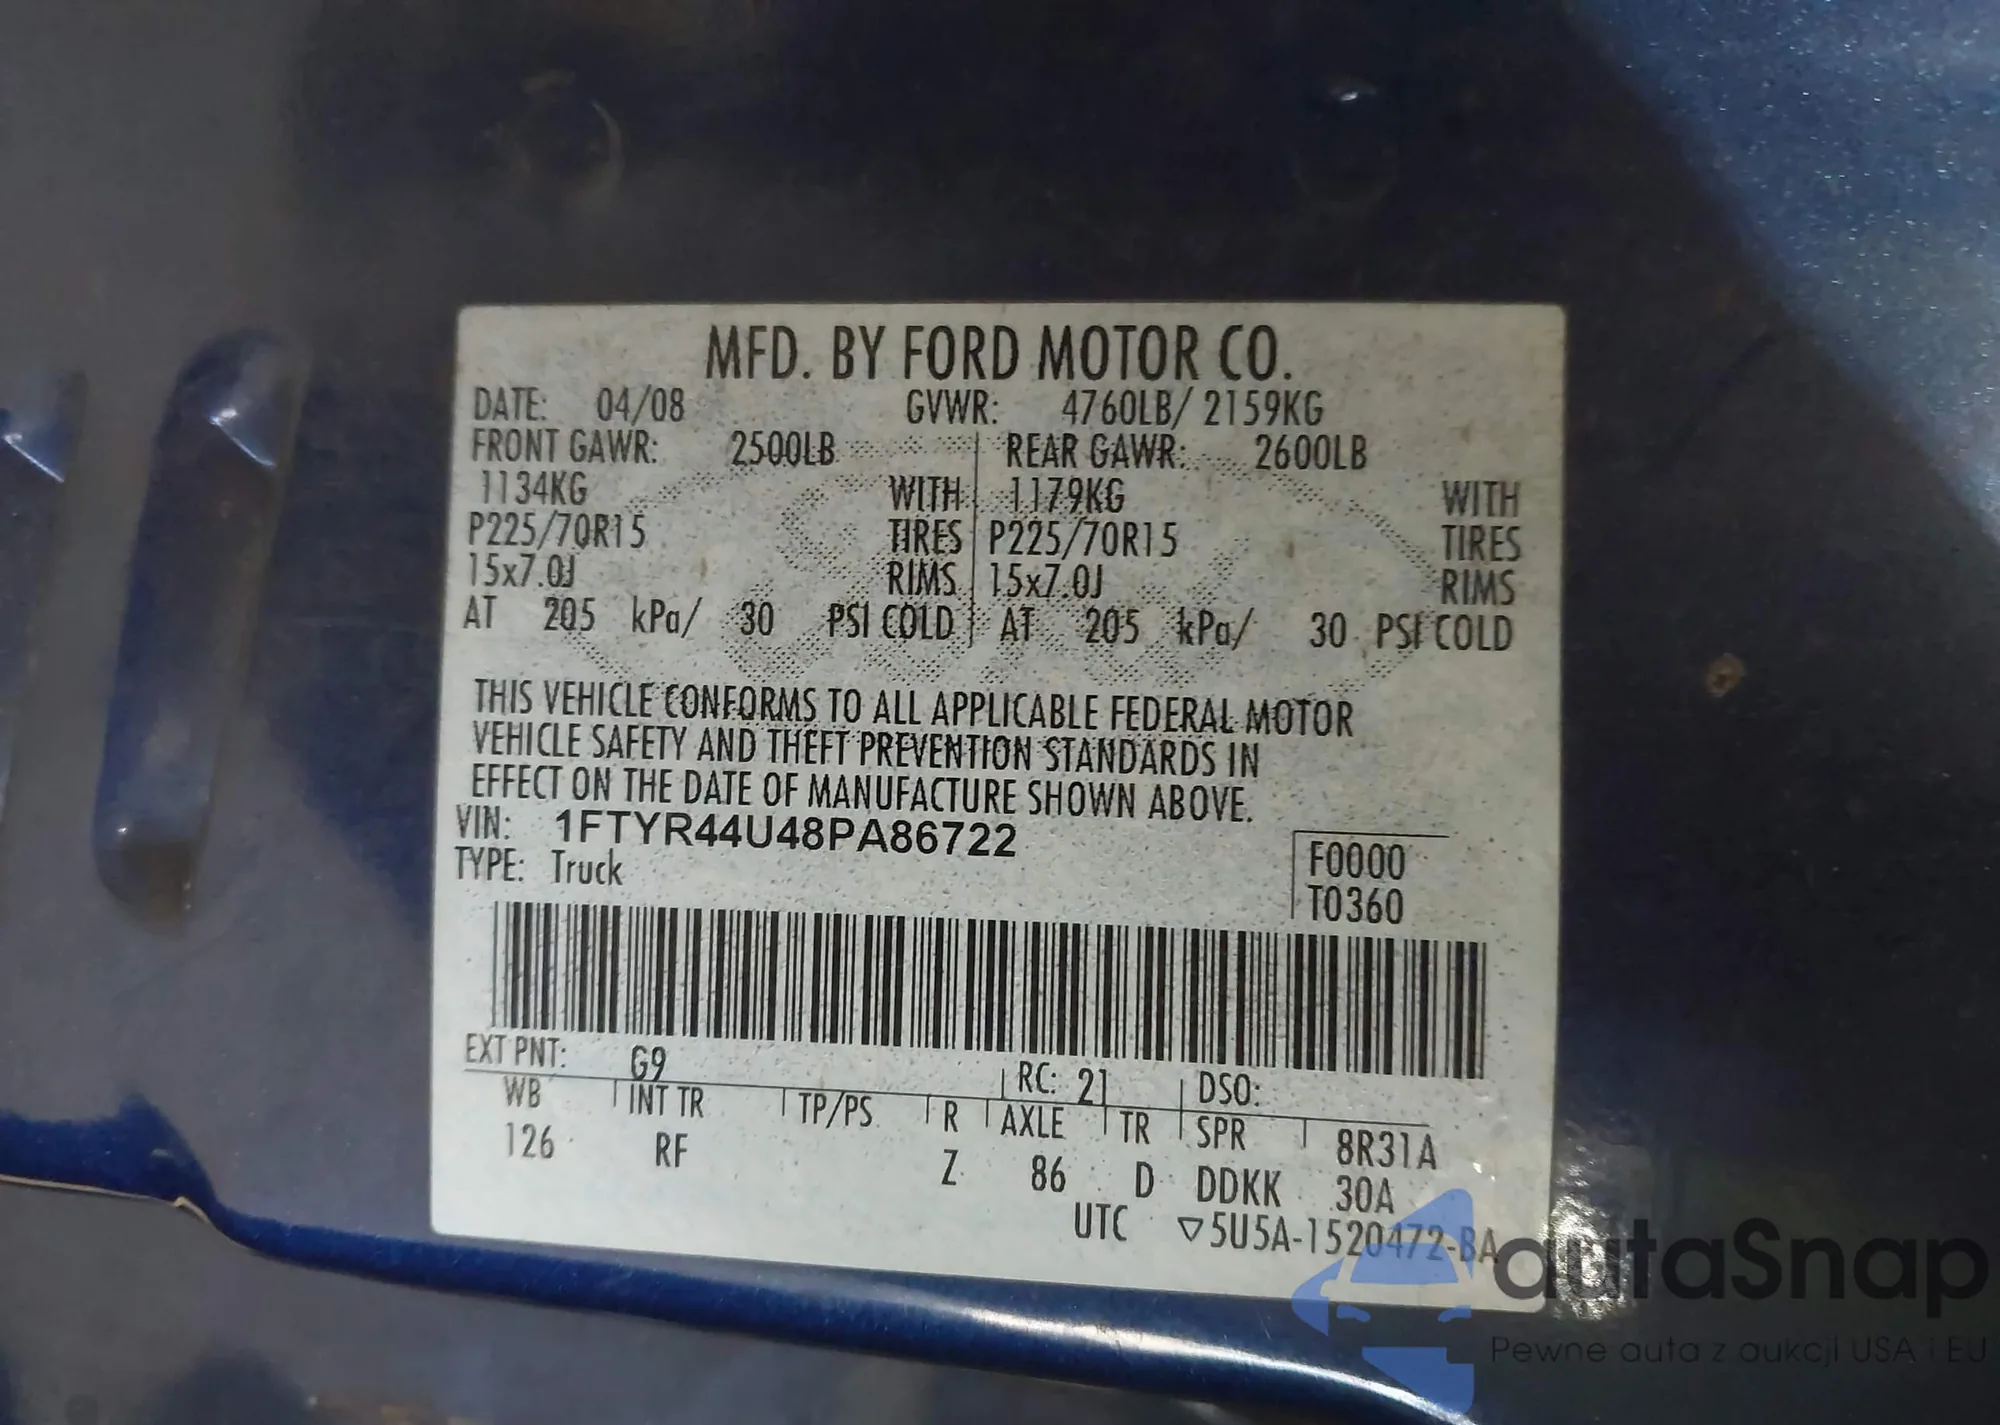 MFD. BY FORD MOTOR CO.
DATE: 04/08 GVWR: 4760LB/ 2159KG
FRONT GAWR: 2500LB REAR GAWR: 2600LB
1134KG WITH 1179KG WITH
P225/70R15 TIRES P225/70R15 TIRES
15x7.0J RIMS 15x7.0J RIMS
AT 205 kPa/ 30 PSI COLD AT 205 kPa/ 30 PSI COLD
THIS VEHICLE CONFORMS TO ALL APPLICABLE FEDERAL MOTOR
VEHICLE SAFETY AND THEFT PREVENTION STANDARDS IN
EFFECT ON THE DATE OF MANUFACTURE SHOWN ABOVE.
VIN: 1FTYR44U48PA86722
TYPE: Truck
F0000
T0360
EXT PNT: G9 RC: 21 DSO:
WB INT TR TP/PS R AXLE TR SPR 8R31A
126 RF Z 86 D DDKK 30A
UTC ▽5U5A-1520472-BA
autaSnap
Pewne auta z aukcji USA i EU